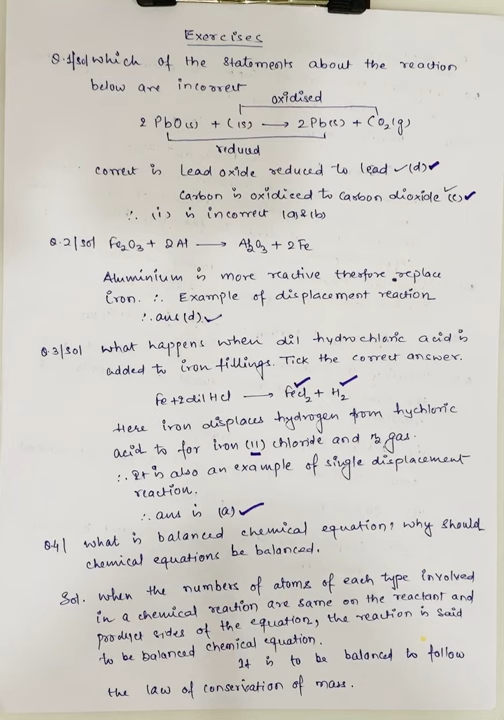 Exercises
Q.1/sol which of the statements about the reaction
below are incorrect
oxidised
2 PbO(s) + C(s) → 2Pb(s) + CO2(g)
reduced
correct is Lead oxide reduced to lead ✓(d)✓
Carbon is oxidiced to carbon dioxide ✓(c)✓
∴ (i) is incorrect (a)&(b)
Q.2/sol Fe2O3 + 2Al → Al2O3 + 2Fe
Aluminium is more reactive therfore replace
iron. ∴ Example of displacement reaction
∴ ans (d) ✓
Q.3/sol what happens when dil hydrochloric acid is
added to iron fillings. Tick the correct answer.
Fe + 2dil HCl → FeCl2 + H2
Here iron displaces hydrogen from hychloric
acid to for iron (II) chloride and H2 gas.
∴ It is also an example of single displacement
reaction.
∴ ans is (a) ✓
Q4/ what is balanced chemical equation? why should
chemical equations be balanced.
Sol. when the numbers of atoms of each type involved
in a chemical reaction are same on the reactant and
product sides of the equation, the reaction is said
to be balanced chemical equation.
It is to be balanced to follow
the law of conservation of mass.